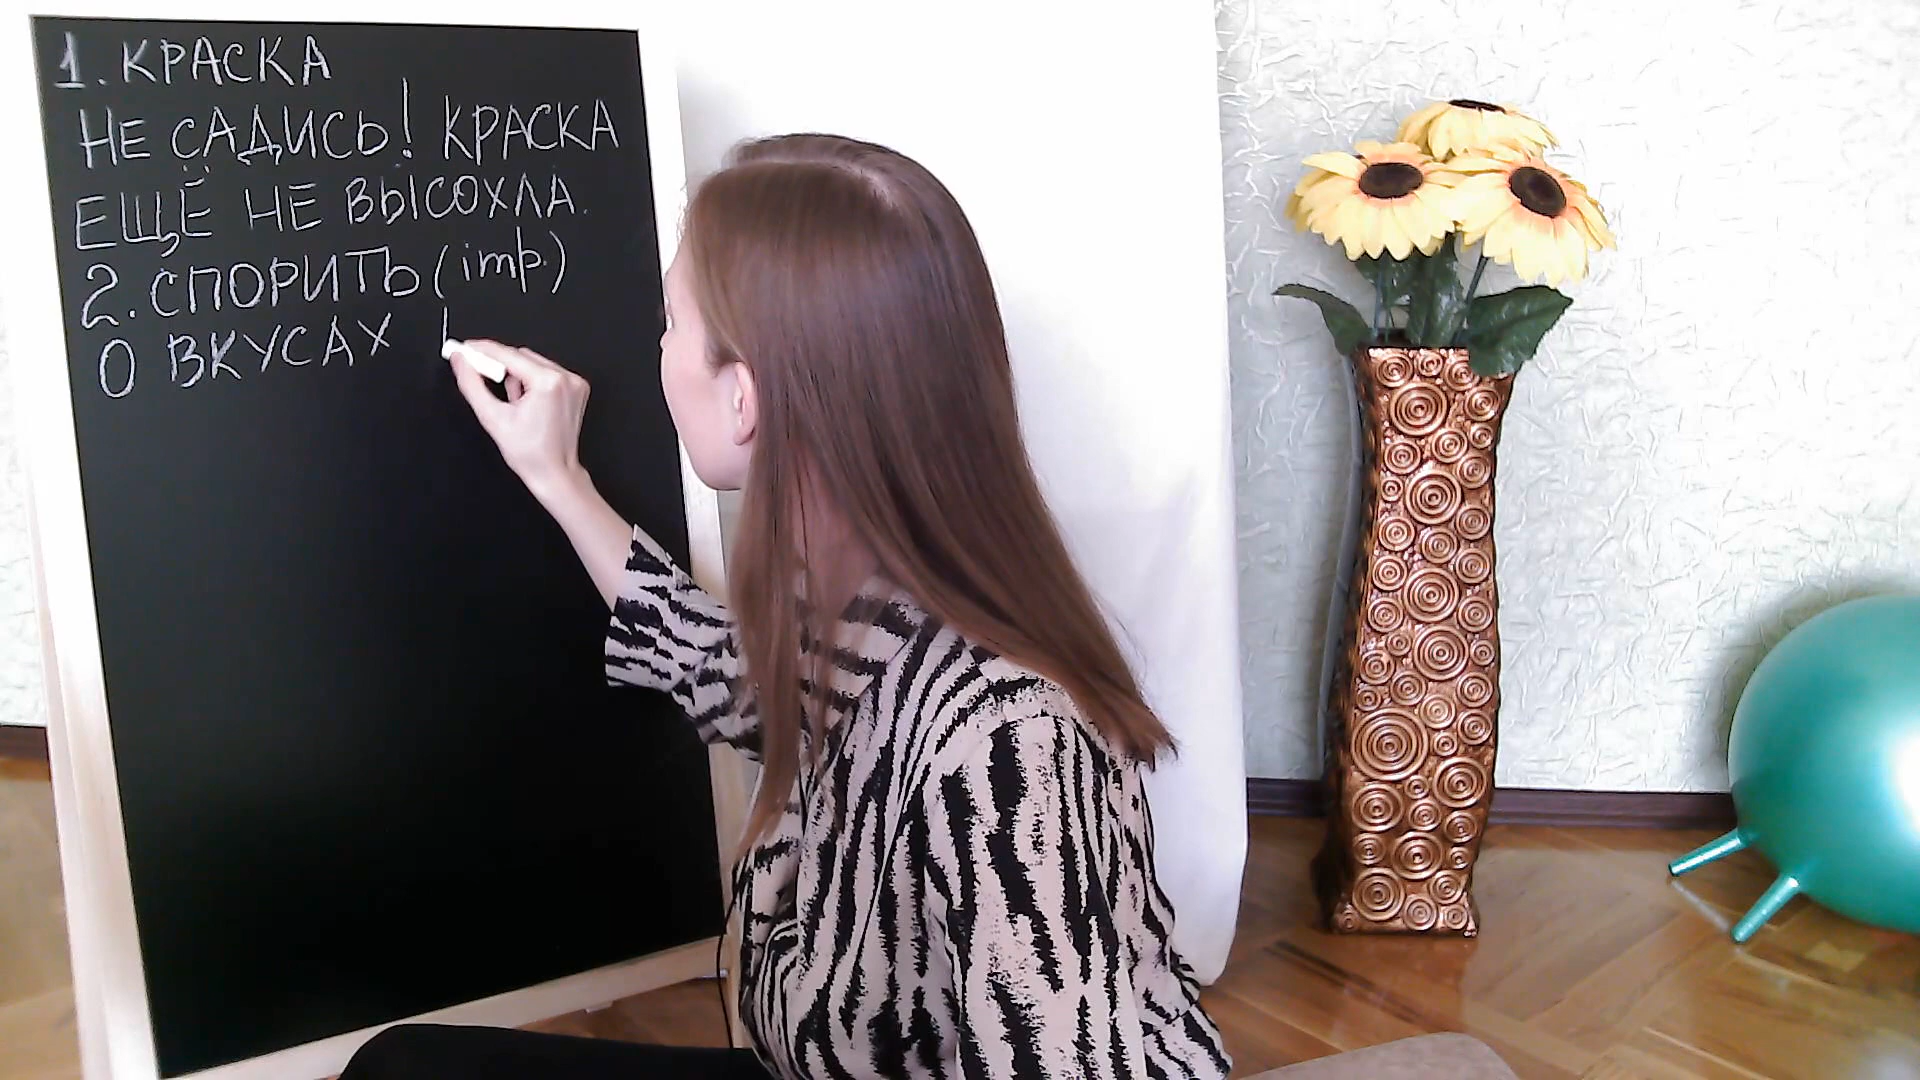 1. КРАСКА
НЕ САДИСЬ! КРАСКА
ЕЩЁ НЕ ВЫСОХЛА.
2. СПОРИТЬ (imp.)
О ВКУСАХ